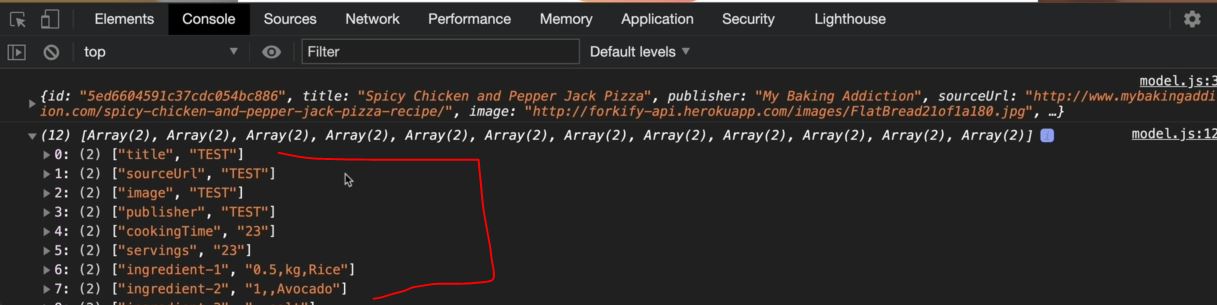 Elements Console Sources Network Performance Memory Application Security Lighthouse
top Filter Default levels
model.js:3
{id: "5ed6604591c37cdc054bc886", title: "Spicy Chicken and Pepper Jack Pizza", publisher: "My Baking Addiction", sourceUrl: "http://www.mybakingaddi
ion.com/spicy-chicken-and-pepper-jack-pizza-recipe/", image: "http://forkify-api.herokuapp.com/images/FlatBread21of1a180.jpg", …}
(12) [Array(2), Array(2), Array(2), Array(2), Array(2), Array(2), Array(2), Array(2), Array(2), Array(2), Array(2), Array(2)] i model.js:12
0: (2) ["title", "TEST"]
1: (2) ["sourceUrl", "TEST"]
2: (2) ["image", "TEST"]
3: (2) ["publisher", "TEST"]
4: (2) ["cookingTime", "23"]
5: (2) ["servings", "23"]
6: (2) ["ingredient-1", "0.5,kg,Rice"]
7: (2) ["ingredient-2", "1,,Avocado"]